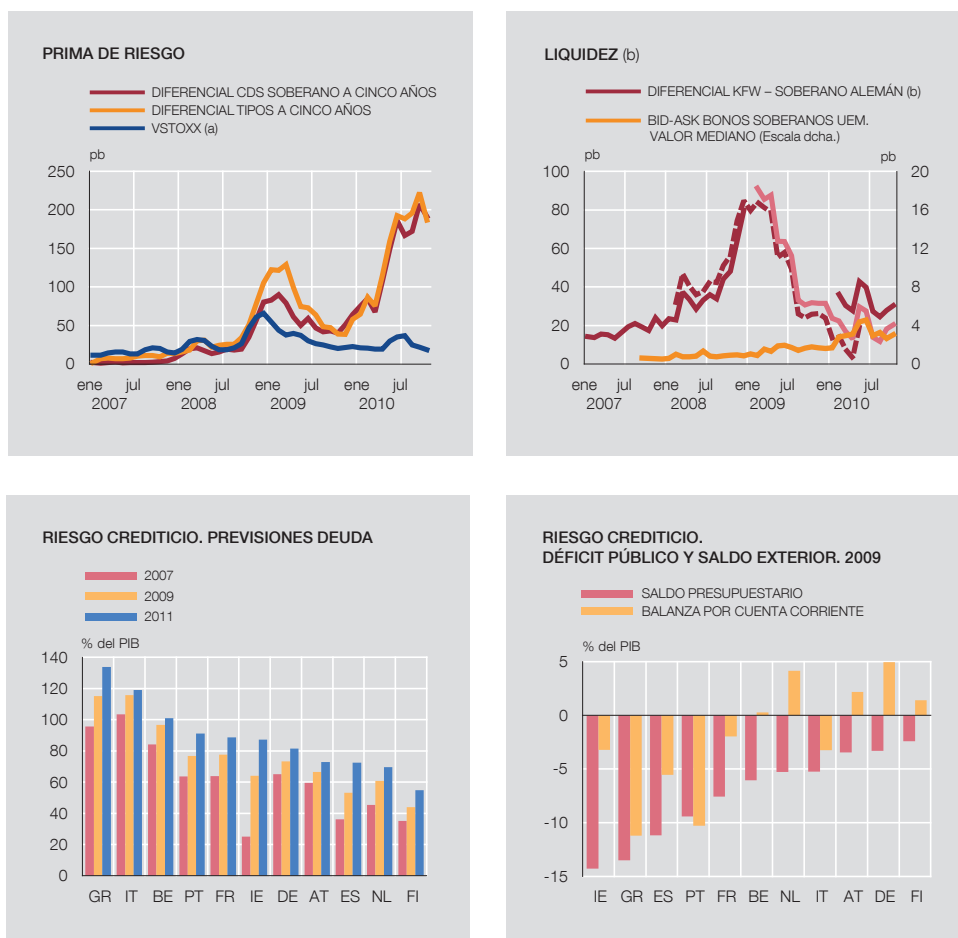 PRIMA DE RIESGO
DIFERENCIAL CDS SOBERANO A CINCO AÑOS
DIFERENCIAL TIPOS A CINCO AÑOS
VSTOXX (a)
pb
250
200
150
100
50
0
ene jul ene jul ene jul ene jul
2007 2008 2009 2010
LIQUIDEZ (b)
DIFERENCIAL KFW – SOBERANO ALEMÁN (b)
BID-ASK BONOS SOBERANOS UEM.
VALOR MEDIANO (Escala dcha.)
pb pb
100 20
80 16
60 12
40 8
20 4
0 0
ene jul ene jul ene jul ene jul
2007 2008 2009 2010
RIESGO CREDITICIO. PREVISIONES DEUDA
2007
2009
2011
% del PIB
140
120
100
80
60
40
20
0
GR IT BE PT FR IE DE AT ES NL FI
RIESGO CREDITICIO.
DÉFICIT PÚBLICO Y SALDO EXTERIOR. 2009
SALDO PRESUPUESTARIO
BALANZA POR CUENTA CORRIENTE
% del PIB
5
0
-5
-10
-15
IE GR ES PT FR BE NL IT AT DE FI